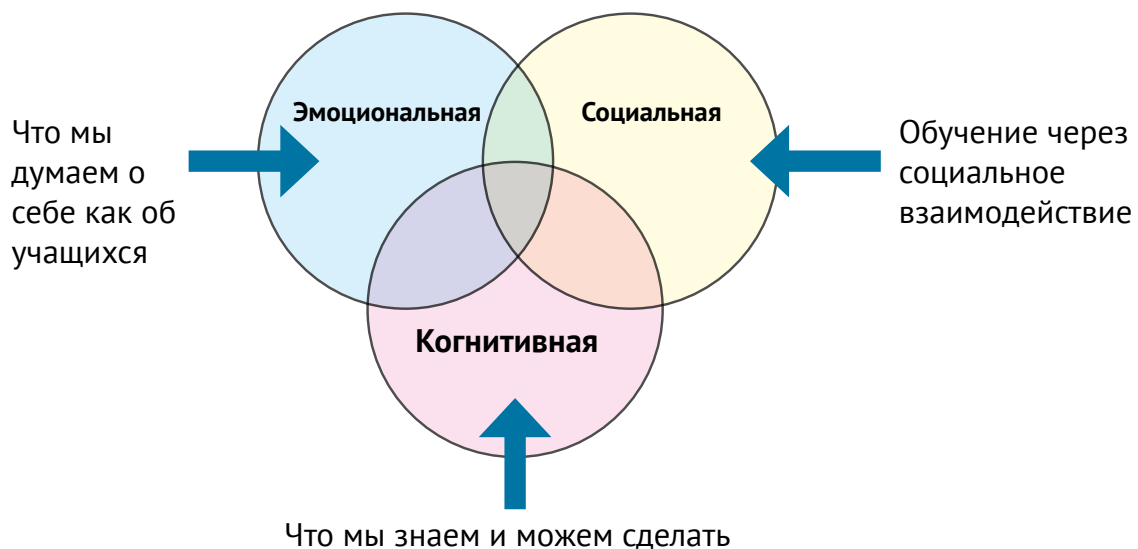 Эмоциональная
Социальная
Что мы
думаем о
себе как об
учащихся
Обучение через
социальное
взаимодействие
Когнитивная
Что мы знаем и можем сделать